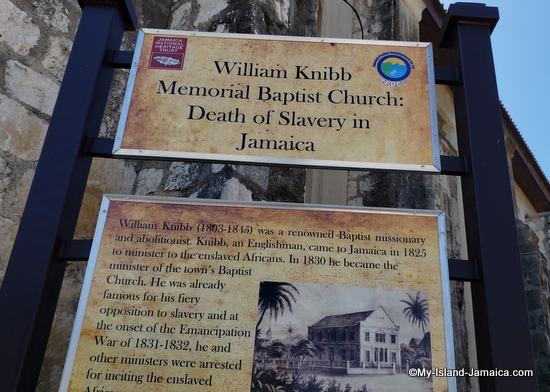 JAMAICA
NATIONAL HERITAGE
TRUST
William Knibb
Memorial Baptist Church:
Death of Slavery in
Jamaica
William Knibb (1803-1845) was a renowned Baptist missionary
and abolitionist. Knibb, an Englishman, came to Jamaica in 1825
to minister to the enslaved Africans. In 1830 he became the
minister of the town's Baptist
Church. He was already
famous for his fiery
opposition to slavery and at
the onset of the Emancipation
War of 1831-1832, he and
other ministers were arrested
for inciting the enslaved
©My-Island-Jamaica.com